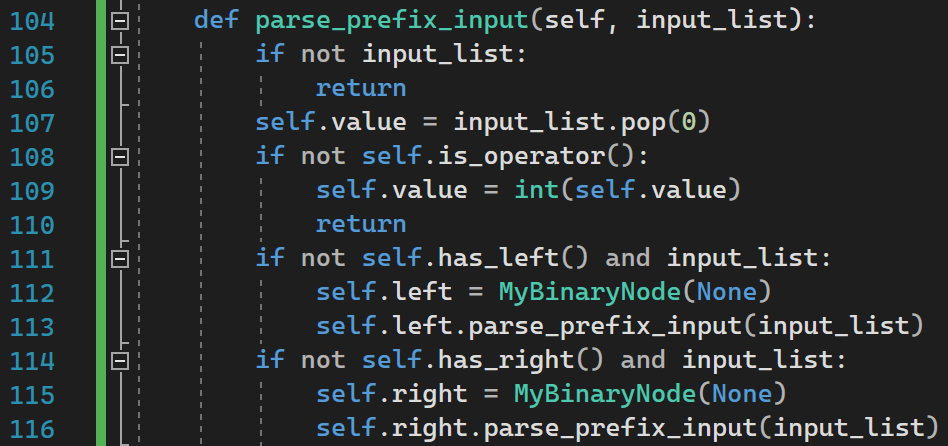 104 def parse_prefix_input(self, input_list):
105 if not input_list:
106 return
107 self.value = input_list.pop(0)
108 if not self.is_operator():
109 self.value = int(self.value)
110 return
111 if not self.has_left() and input_list:
112 self.left = MyBinaryNode(None)
113 self.left.parse_prefix_input(input_list)
114 if not self.has_right() and input_list:
115 self.right = MyBinaryNode(None)
116 self.right.parse_prefix_input(input_list)